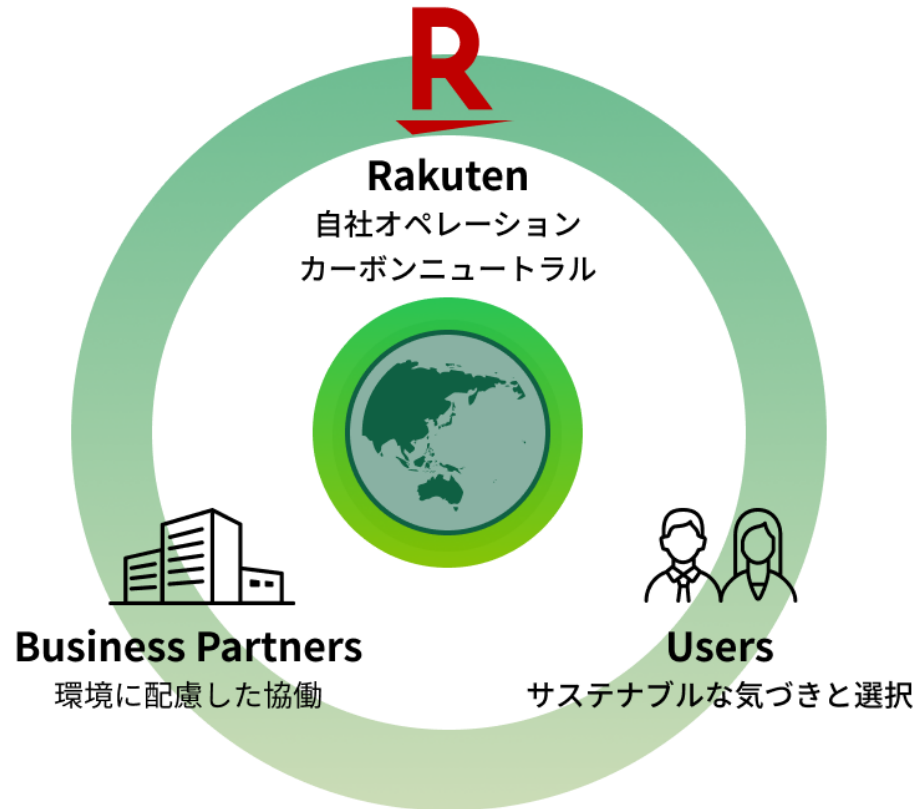 R
Rakuten
自社オペレーション
カーボンニュートラル
Business Partners
環境に配慮した協働
Users
サステナブルな気づきと選択